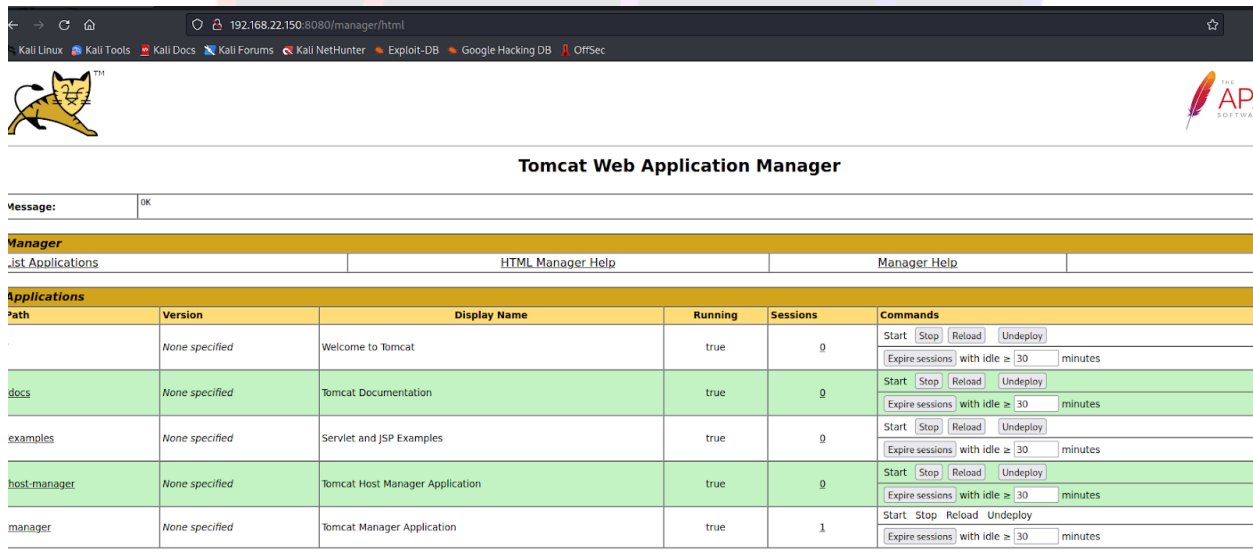 192.168.22.150:8080/manager/html
Kali Linux Kali Tools Kali Docs Kali Forums Kali NetHunter Exploit-DB Google Hacking DB OffSec
TM
THE
AP
SOFTWA
Tomcat Web Application Manager
Message: OK
Manager
List Applications HTML Manager Help Manager Help
Applications
Path Version Display Name Running Sessions Commands
None specified Welcome to Tomcat true 0 Start Stop Reload Undeploy
Expire sessions with idle ≥ 30 minutes
docs None specified Tomcat Documentation true 0 Start Stop Reload Undeploy
Expire sessions with idle ≥ 30 minutes
examples None specified Servlet and JSP Examples true 0 Start Stop Reload Undeploy
Expire sessions with idle ≥ 30 minutes
host-manager None specified Tomcat Host Manager Application true 0 Start Stop Reload Undeploy
Expire sessions with idle ≥ 30 minutes
manager None specified Tomcat Manager Application true 1 Start Stop Reload Undeploy
Expire sessions with idle ≥ 30 minutes